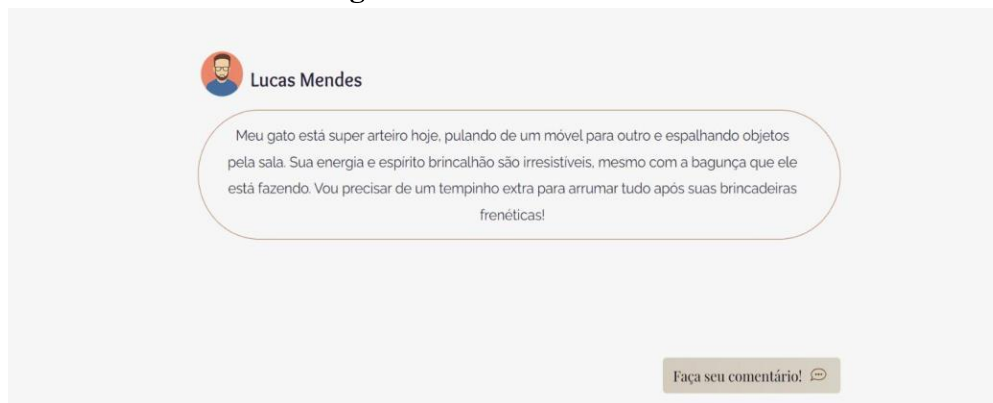 Lucas Mendes
Meu gato está super arteiro hoje, pulando de um móvel para outro e espalhando objetos
pela sala. Sua energia e espírito brincalhão são irresistíveis, mesmo com a bagunça que ele
está fazendo. Vou precisar de um tempinho extra para arrumar tudo após suas brincadeiras
frenéticas!
Faça seu comentário!